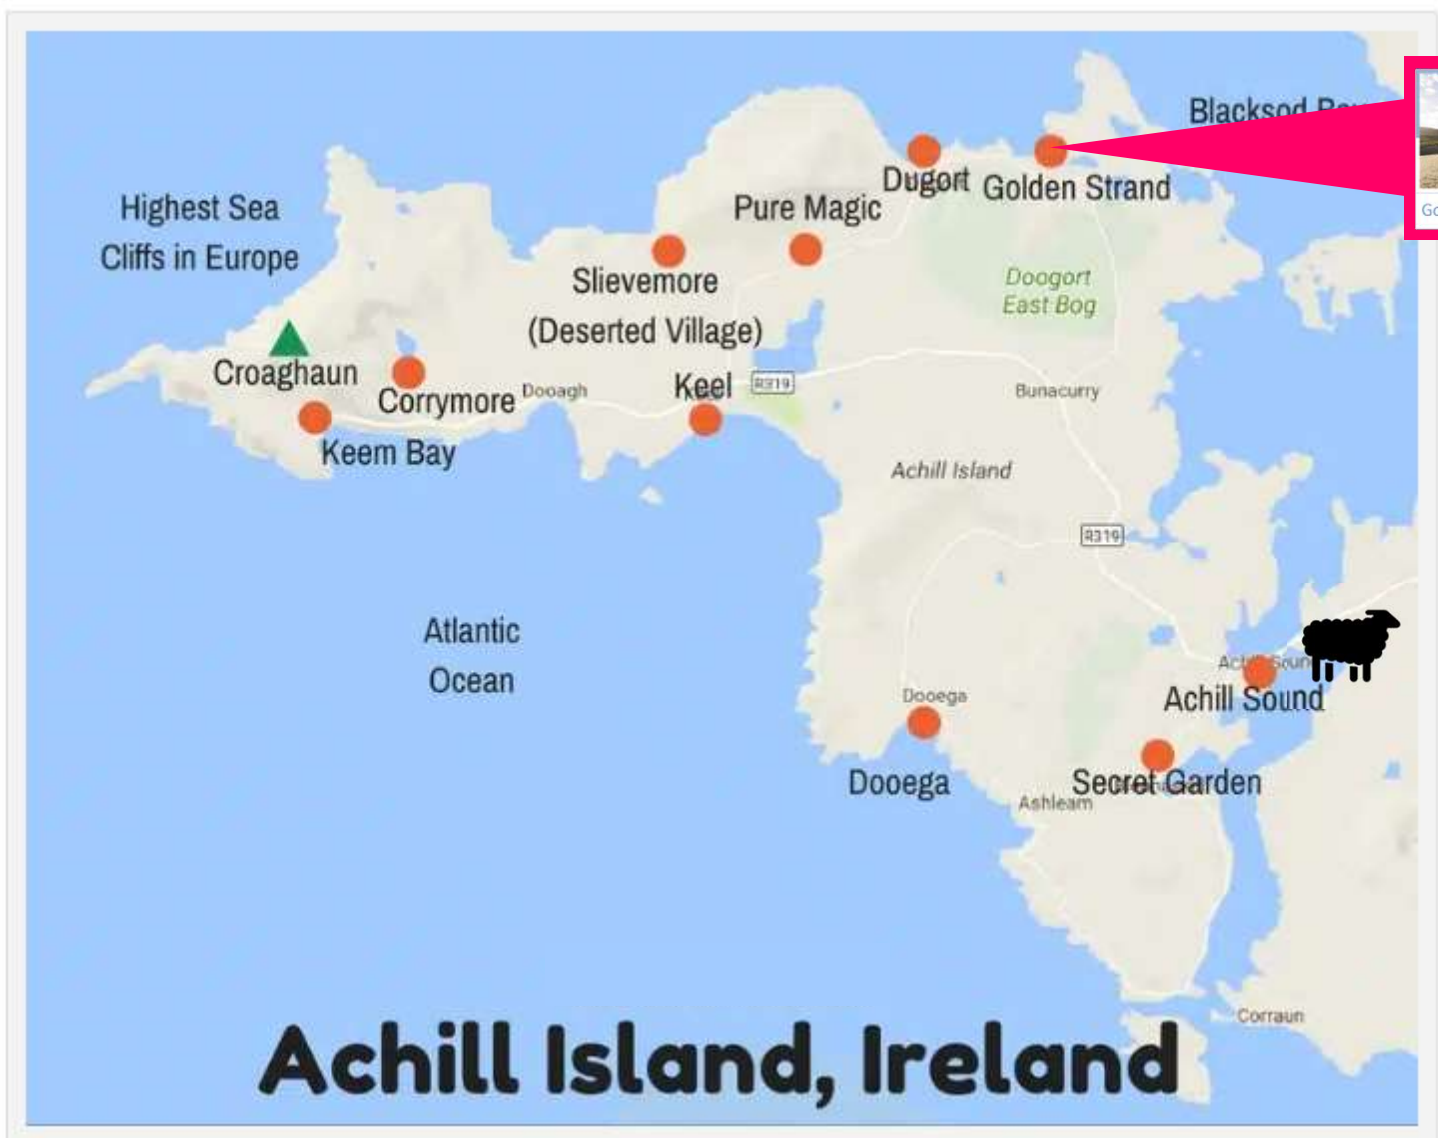 Blacksod
Highest Sea
Cliffs in Europe
Dugort
Golden Strand
Pure Magic
Slievemore
(Deserted Village)
Doogort
East Bog
Croaghaun
Corrymore
Dooagh
Keel
R319
Bunacurry
Keem Bay
Achill Island
R319
Atlantic
Ocean
Achill Sound
Dooega
Dooega
Secret Garden
Ashleam
Corraun
Achill Island, Ireland